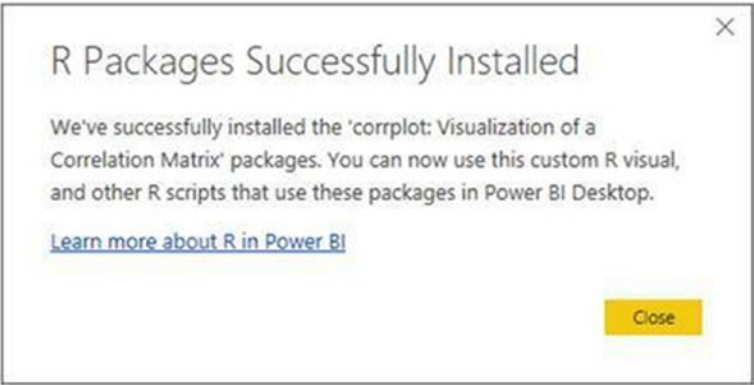 R Packages Successfully Installed
We've successfully installed the 'corrplot: Visualization of a
Correlation Matrix' packages. You can now use this custom R visual,
and other R scripts that use these packages in Power BI Desktop.
Learn more about R in Power BI
Close